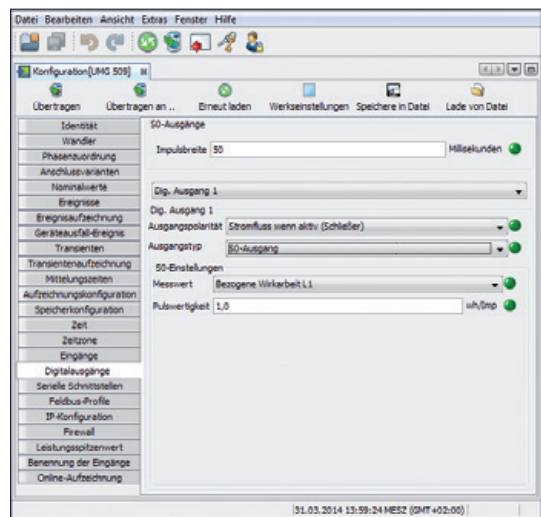 Datei Bearbeiten Ansicht Extras Fenster Hilfe
Konfiguration[UMG 509]
Übertragen Übertragen an .. Erneut laden Werkseinstellungen Speichere in Datei Lade von Datei
Identität
Wandler
Phasenzuordnung
Anschlussvarianten
Nominalwerte
Ereignisse
Ereignisaufzeichnung
Geräteausfall-Ereignis
Transienten
Transientenaufzeichnung
Mittelungszeiten
Aufzeichnungskonfiguration
Speicherkonfiguration
Zeit
Zeitzone
Eingänge
Digitalausgänge
Serielle Schnittstellen
Feldbus-Profile
IP-Konfiguration
Firewall
Leistungsspitzenwert
Benennung der Eingänge
Online-Aufzeichnung
S0-Ausgänge
Impulsbreite 50 Millisekunden
Dig. Ausgang 1
Dig. Ausgang 1
Ausgangspolarität Stromfluss wenn aktiv (Schließer)
Ausgangstyp S0-Ausgang
S0-Einstellungen
Messwert Bezogene Wirkarbeit L1
Pulswertigkeit 1,0 wh/Imp
31.03.2014 13:59:24 MESZ (GMT+02:00)